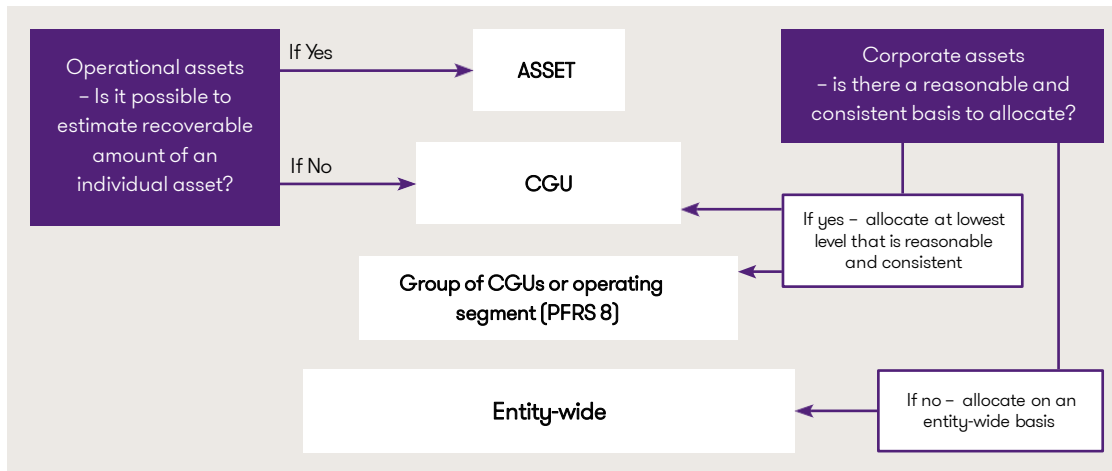 Operational assets
– Is it possible to
estimate recoverable
amount of an
individual asset?
If Yes
ASSET
If No
CGU
Corporate assets
– is there a reasonable and
consistent basis to allocate?
If yes – allocate at lowest
level that is reasonable
and consistent
Group of CGUs or operating
segment (PFRS 8)
If no – allocate on an
entity-wide basis
Entity-wide